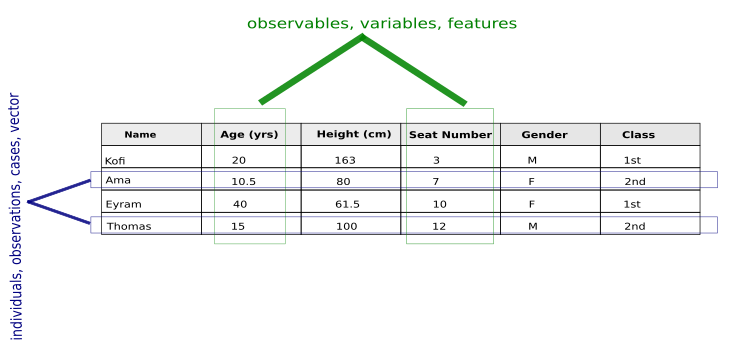 observables, variables, features
individuals, observations, cases, vector
Name Age (yrs) Height (cm) Seat Number Gender Class
Kofi 20 163 3 M 1st
Ama 10.5 80 7 F 2nd
Eyram 40 61.5 10 F 1st
Thomas 15 100 12 M 2nd